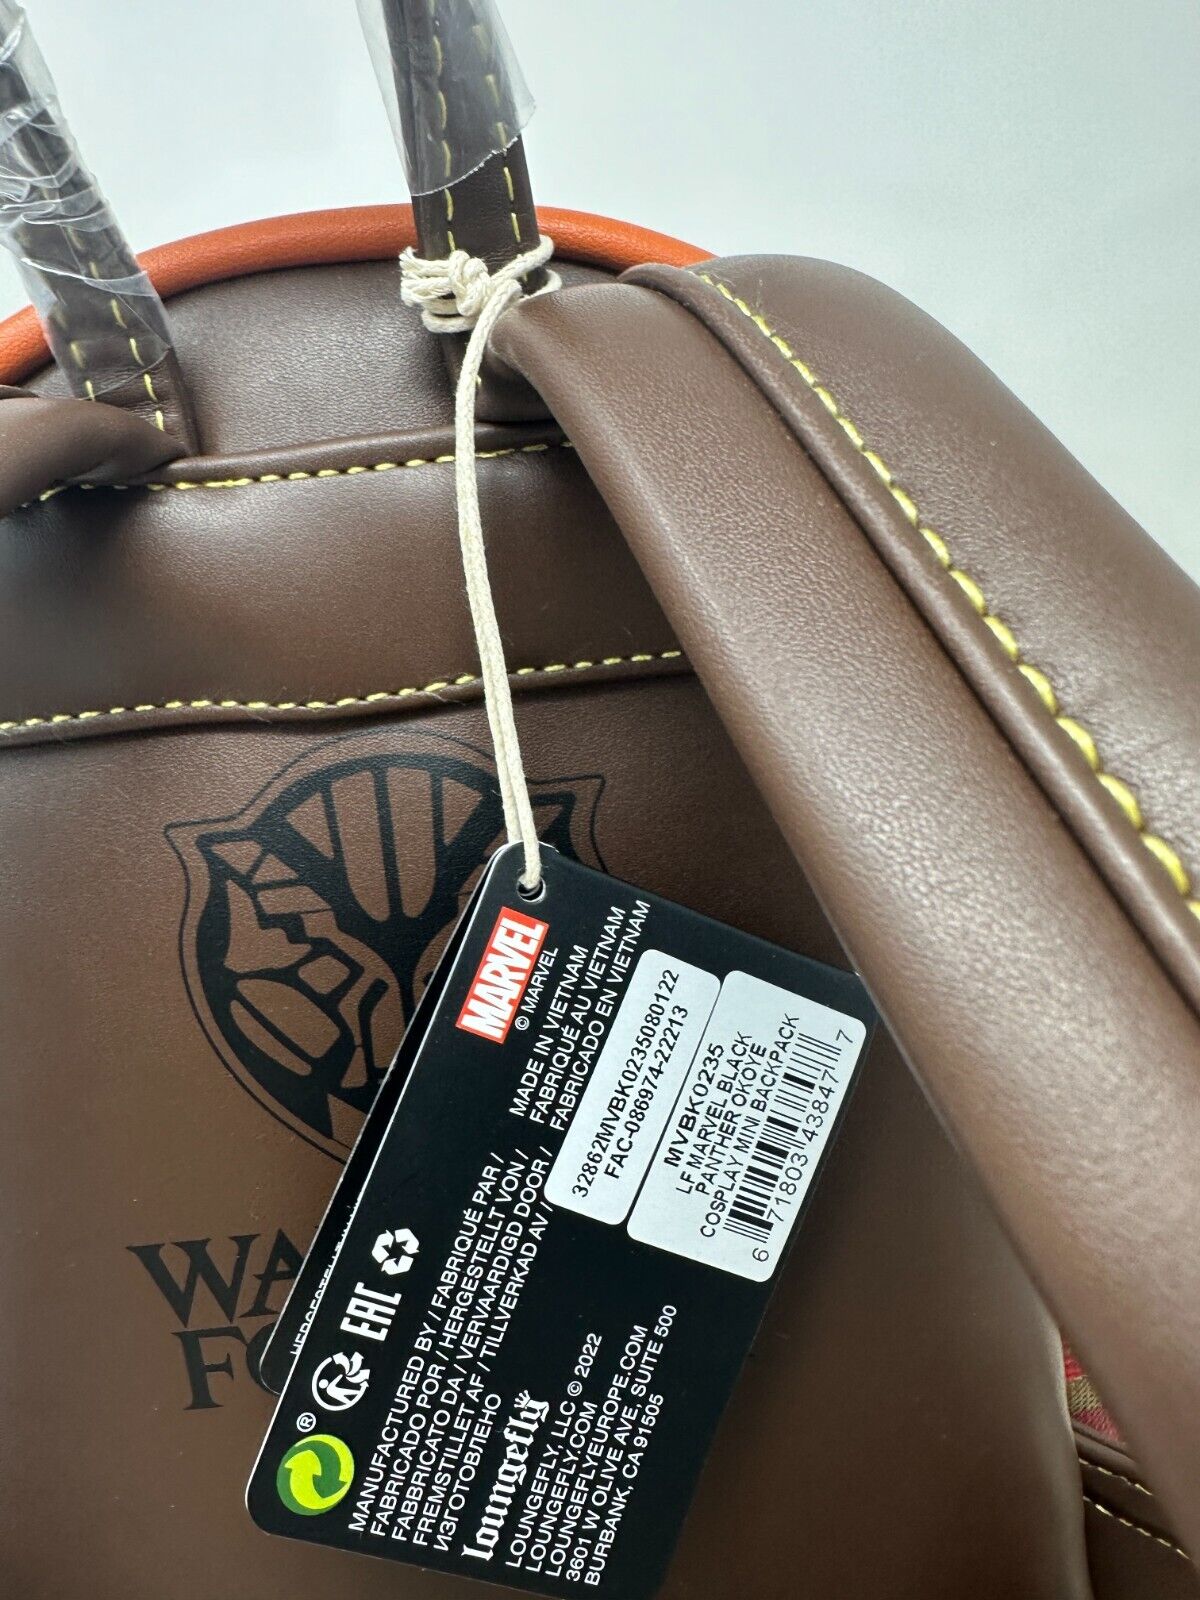 MARVEL
© MARVEL
MADE IN VIETNAM
FABRIQUÉ AU VIETNAM
FABRICADO EN VIETNAM
32862MVBK0235080122
FAC-086974-22213
MVBK0235
LF MARVEL BLACK
PANTHER OKOYE
COSPLAY MINI BACKPACK
6 71803 43847 7
EAC
®
MANUFACTURED BY / FABRIQUÉ PAR /
FABRICADO POR / HERGESTELLT VON /
FABBRICATO DA / VERVAARDIGD DOOR /
FREMSTILLET AF / TILLVERKAD AV /
ИЗГОТОВЛЕНО
loungefly
LOUNGEFLY, LLC © 2022
LOUNGEFLY.COM
LOUNGEFLYEUROPE.COM
3601 W OLIVE AVE, SUITE 500
BURBANK, CA 91505
WA
FO